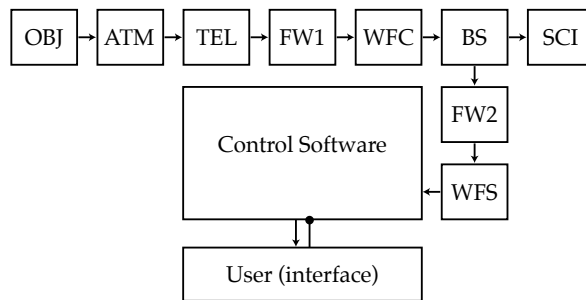 OBJ ATM TEL FW1 WFC BS SCI
FW2
Control Software
WFS
User (interface)